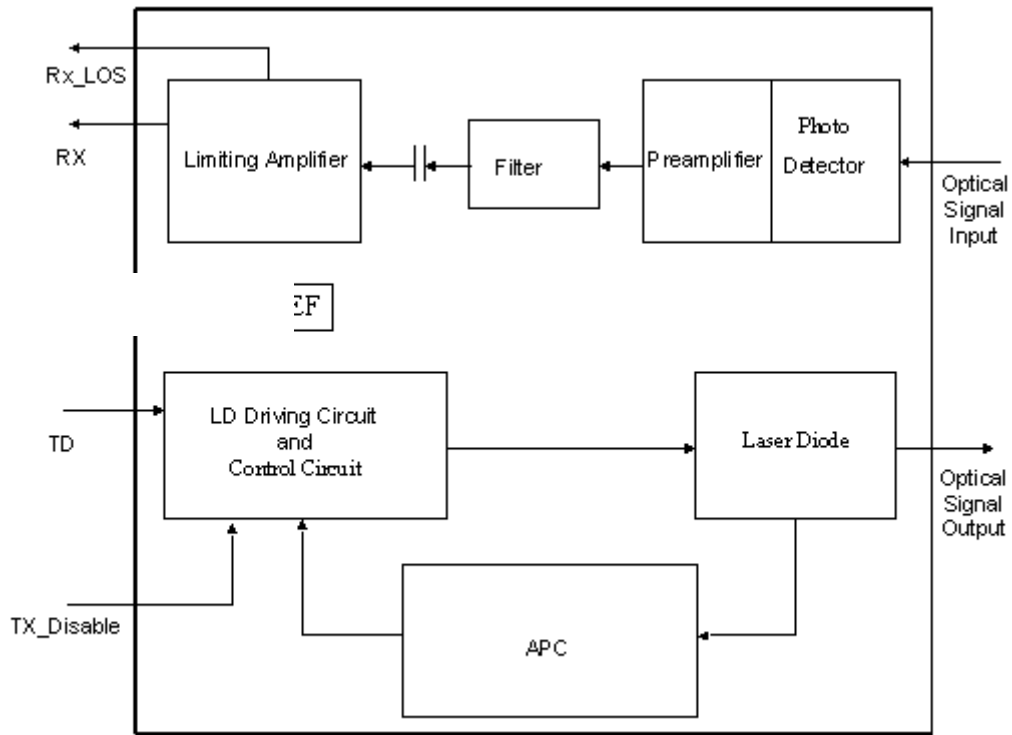 Rx_LOS
RX
Limiting Amplifier
Filter
Preamplifier
Photo
Detector
Optical
Signal
Input
EF
TD
LD Driving Circuit
and
Control Circuit
Laser Diode
Optical
Signal
Output
TX_Disable
APC